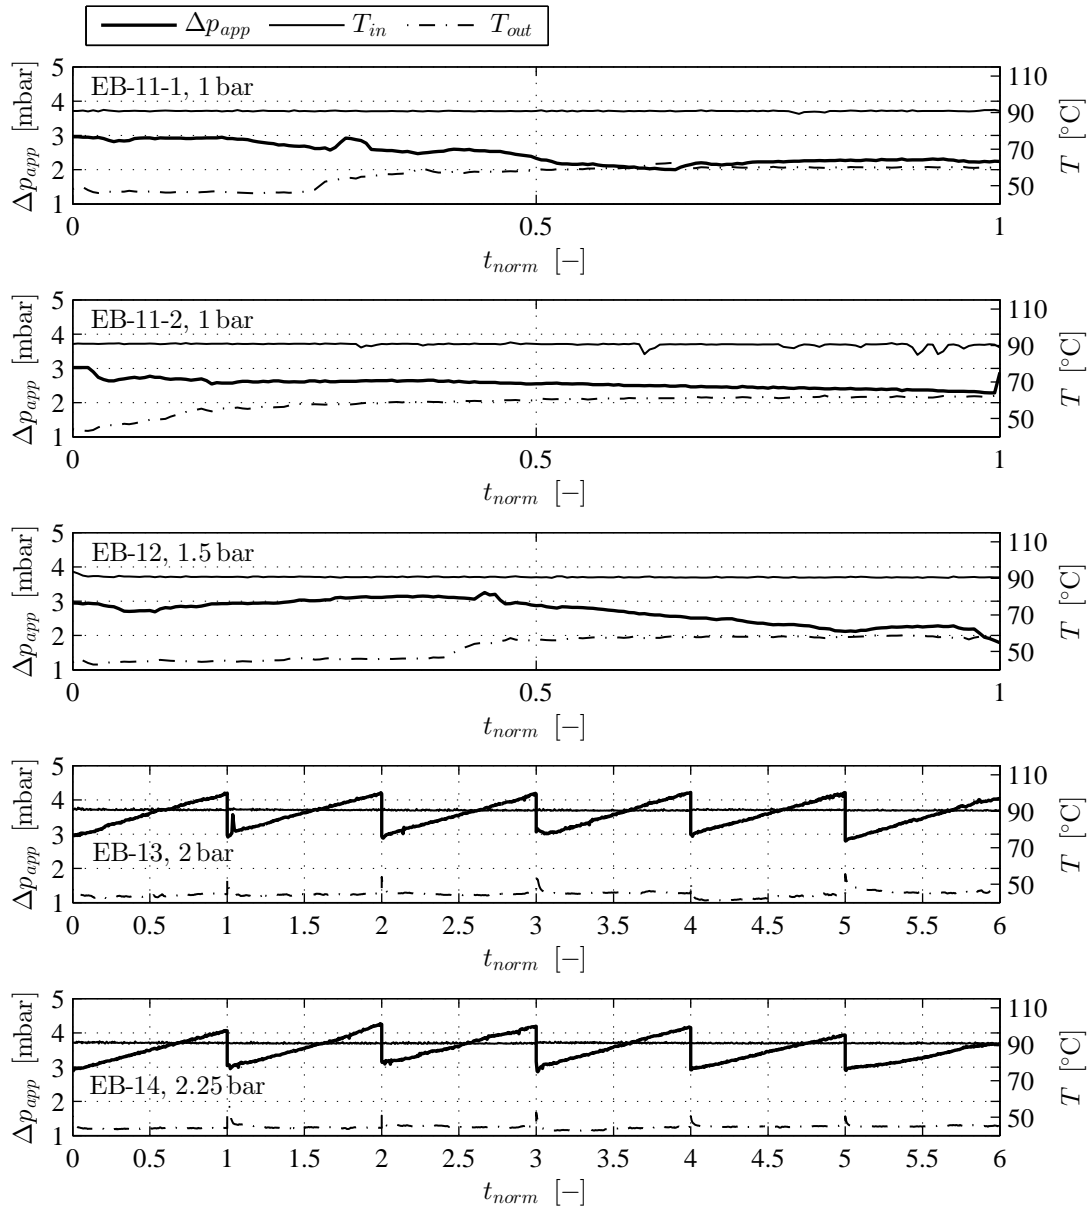 Δp_app T_in T_out
EB-11-1, 1 bar
Δp_app [mbar]
5
4
3
2
1
T [°C]
110
90
70
50
0 0.5 1
t_norm [−]
EB-11-2, 1 bar
Δp_app [mbar]
5
4
3
2
1
T [°C]
110
90
70
50
0 0.5 1
t_norm [−]
EB-12, 1.5 bar
Δp_app [mbar]
5
4
3
2
1
T [°C]
110
90
70
50
0 0.5 1
t_norm [−]
EB-13, 2 bar
Δp_app [mbar]
5
4
3
2
1
T [°C]
110
90
70
50
0 0.5 1 1.5 2 2.5 3 3.5 4 4.5 5 5.5 6
t_norm [−]
EB-14, 2.25 bar
Δp_app [mbar]
5
4
3
2
1
T [°C]
110
90
70
50
0 0.5 1 1.5 2 2.5 3 3.5 4 4.5 5 5.5 6
t_norm [−]